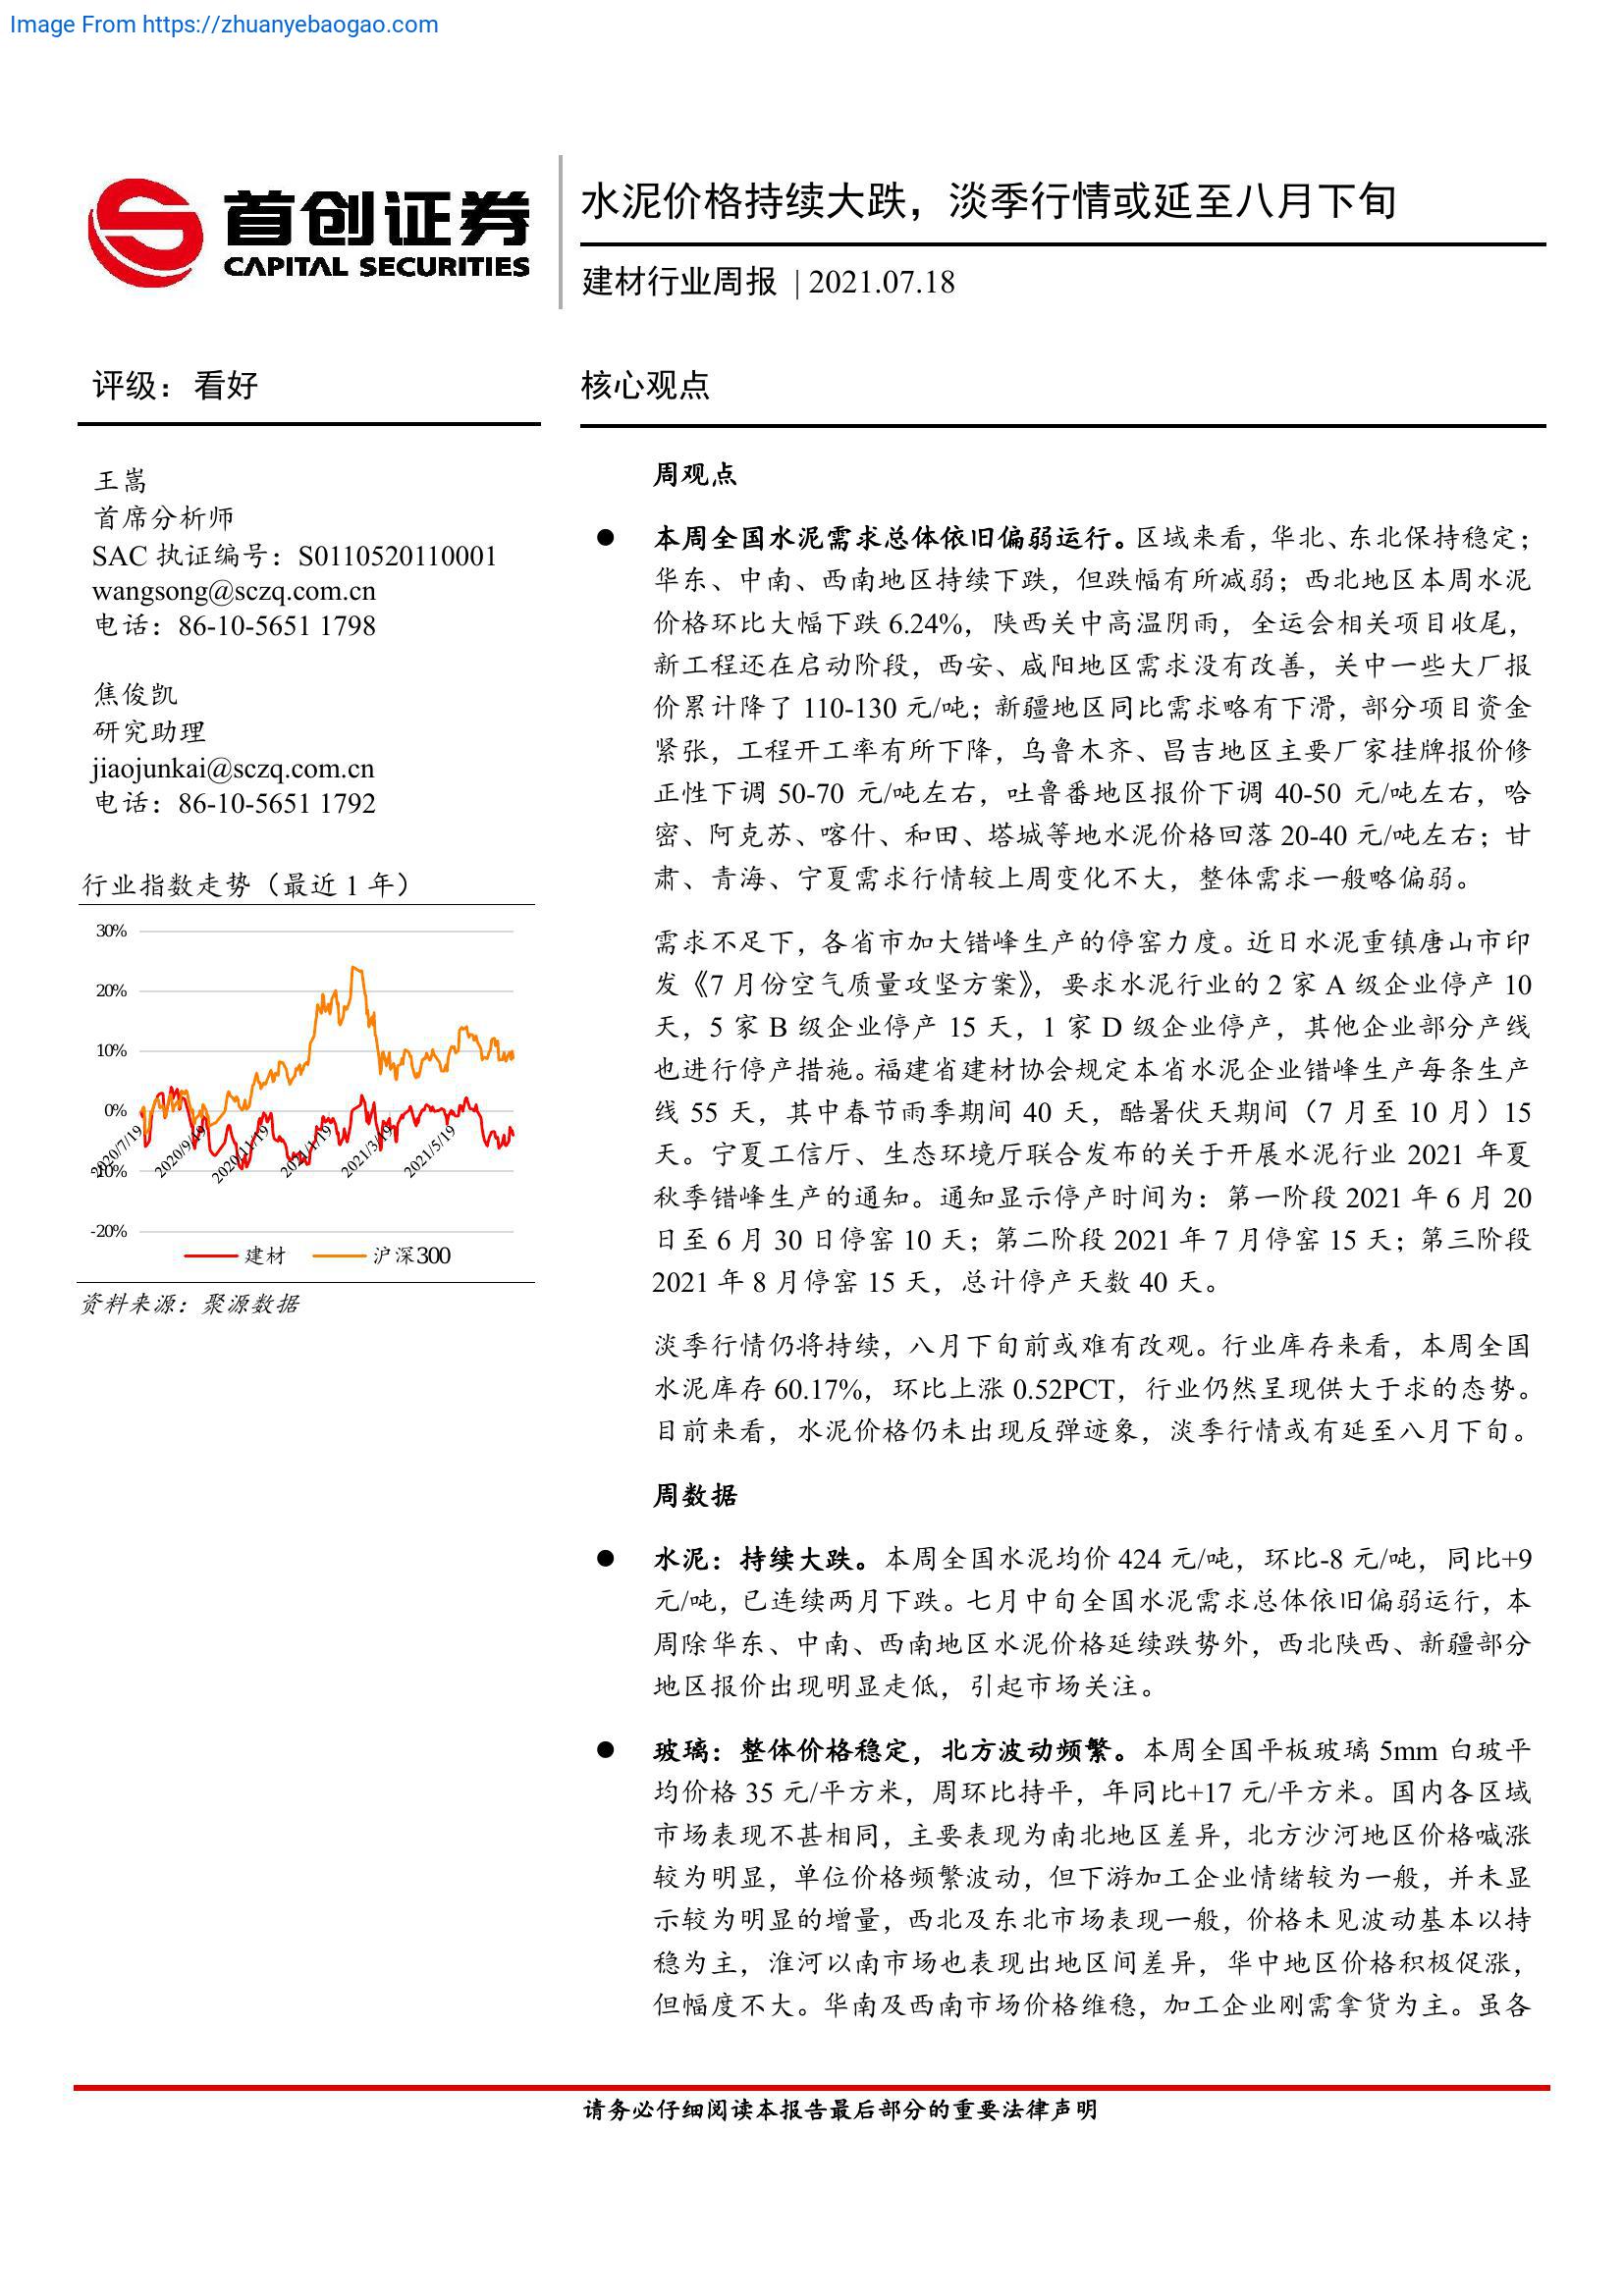 Image From https://zhuanyebaogao.com
首创证券
CAPITAL SECURITIES
水泥价格持续大跌，淡季行情或延至八月下旬
建材行业周报 | 2021.07.18
评级： 看好
王嵩
首席分析师
SAC 执证编号：S0110520110001
wangsong@sczq.com.cn
电话：86-10-5651 1798
焦俊凯
研究助理
jiaojunkai@sczq.com.cn
电话：86-10-5651 1792
行业指数走势（最近 1 年）
30%
20%
10%
0%
-10%
-20%
2020/7/19
2020/9/19
2020/11/19
2021/1/19
2021/3/19
2021/5/19
建材
沪深300
资料来源：聚源数据
核心观点
周观点
● 本周全国水泥需求总体依旧偏弱运行。区域来看，华北、东北保持稳定；
华东、中南、西南地区持续下跌，但跌幅有所减弱；西北地区本周水泥
价格环比大幅下跌 6.24%，陕西关中高温阴雨，全运会相关项目收尾，
新工程还在启动阶段，西安、咸阳地区需求没有改善，关中一些大厂报
价累计降了 110-130 元/吨；新疆地区同比需求略有下滑，部分项目资金
紧张，工程开工率有所下降，乌鲁木齐、昌吉地区主要厂家挂牌报价修
正性下调 50-70 元/吨左右，吐鲁番地区报价下调 40-50 元/吨左右，哈
密、阿克苏、喀什、和田、塔城等地水泥价格回落 20-40 元/吨左右；甘
肃、青海、宁夏需求行情较上周变化不大，整体需求一般略偏弱。
需求不足下，各省市加大错峰生产的停窑力度。近日水泥重镇唐山市印
发《7 月份空气质量攻坚方案》，要求水泥行业的 2 家 A 级企业停产 10
天，5 家 B 级企业停产 15 天，1 家 D 级企业停产，其他企业部分产线
也进行停产措施。福建省建材协会规定本省水泥企业错峰生产每条生产
线 55 天，其中春节雨季期间 40 天，酷暑伏天期间（7 月至 10 月）15
天。宁夏工信厅、生态环境厅联合发布的关于开展水泥行业 2021 年夏
秋季错峰生产的通知。通知显示停产时间为：第一阶段 2021 年 6 月 20
日至 6 月 30 日停窑 10 天；第二阶段 2021 年 7 月停窑 15 天；第三阶段
2021 年 8 月停窑 15 天，总计停产天数 40 天。
淡季行情仍将持续，八月下旬前或难有改观。行业库存来看，本周全国
水泥库存 60.17%，环比上涨 0.52PCT，行业仍然呈现供大于求的态势。
目前来看，水泥价格仍未出现反弹迹象，淡季行情或有延至八月下旬。
周数据
● 水泥：持续大跌。本周全国水泥均价 424 元/吨，环比-8 元/吨，同比+9
元/吨，已连续两月下跌。七月中旬全国水泥需求总体依旧偏弱运行，本
周除华东、中南、西南地区水泥价格延续跌势外，西北陕西、新疆部分
地区报价出现明显走低，引起市场关注。
● 玻璃：整体价格稳定，北方波动频繁。本周全国平板玻璃 5mm 白玻平
均价格 35 元/平方米，周环比持平，年同比+17 元/平方米。国内各区域
市场表现不甚相同，主要表现为南北地区差异，北方沙河地区价格喊涨
较为明显，单位价格频繁波动，但下游加工企业情绪较为一般，并未显
示较为明显的增量，西北及东北市场表现一般，价格未见波动基本以持
稳为主，淮河以南市场也表现出地区间差异，华中地区价格积极促涨，
但幅度不大。华南及西南市场价格维稳，加工企业刚需拿货为主。虽各
请务必仔细阅读本报告最后部分的重要法律声明